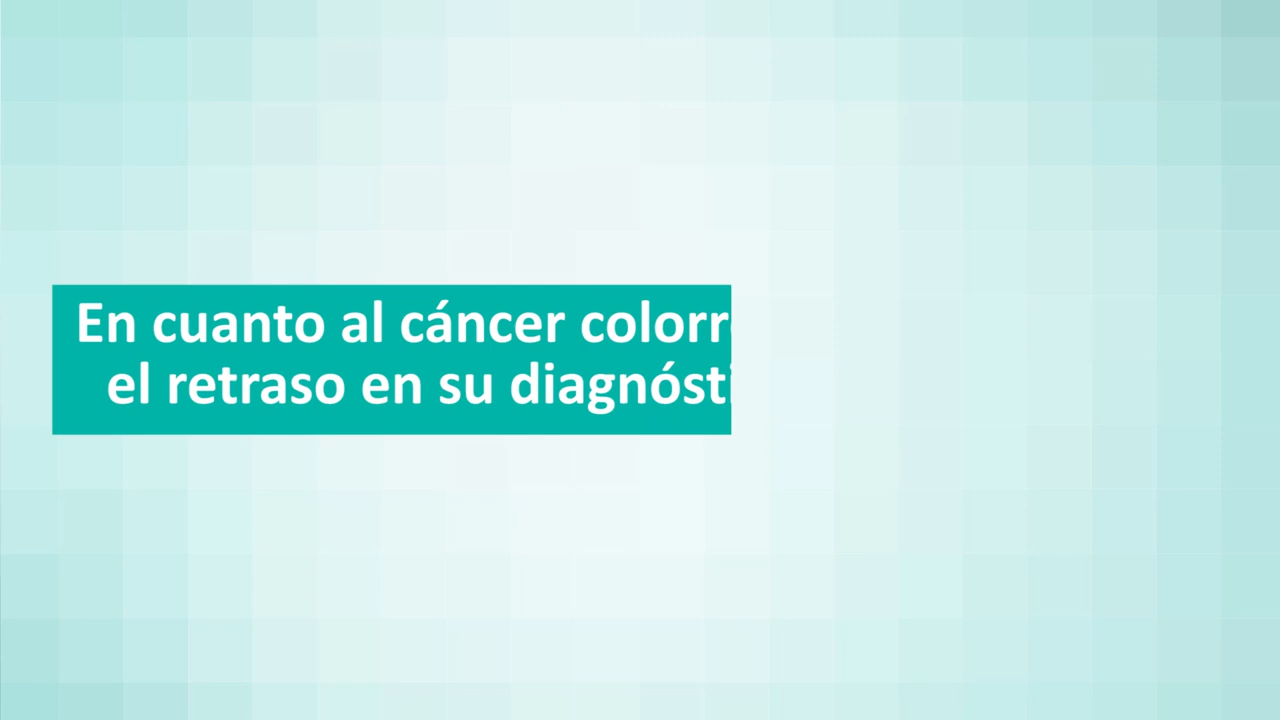 En cuanto al cáncer colorr
el retraso en su diagnósti